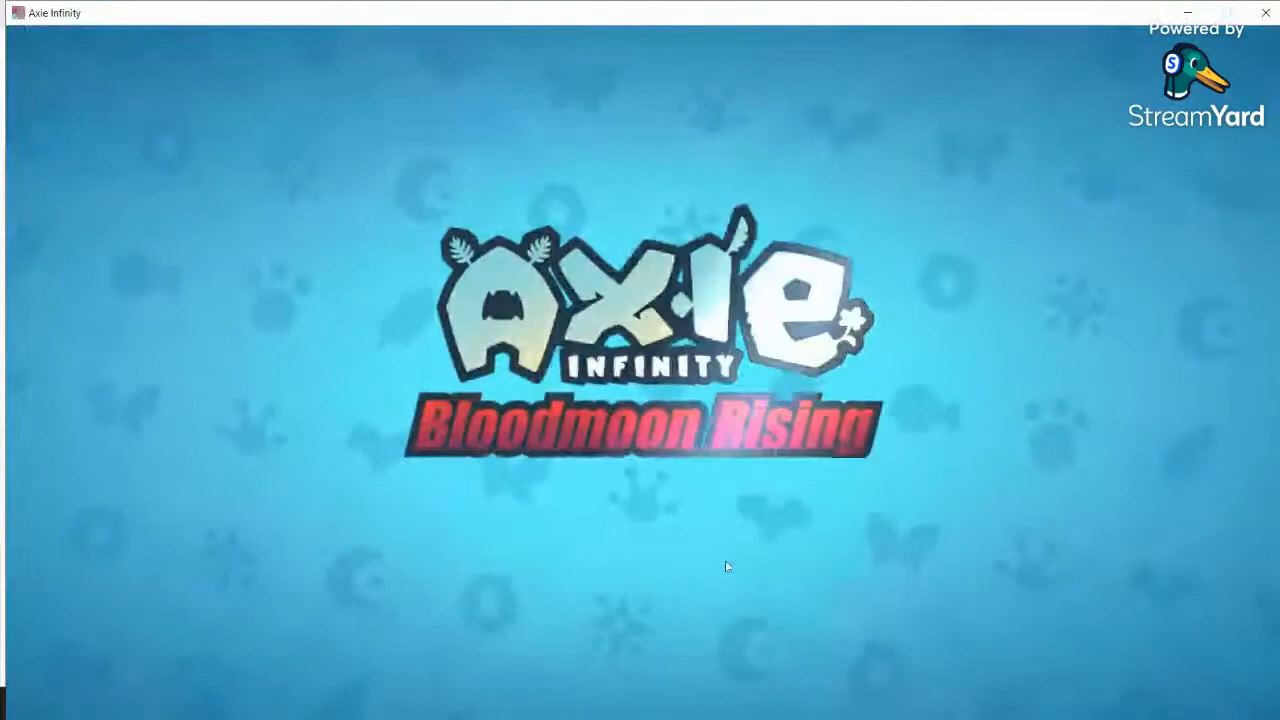 Axie Infinity
Powered by
StreamYard
Axie
INFINITY
Bloodmoon Rising